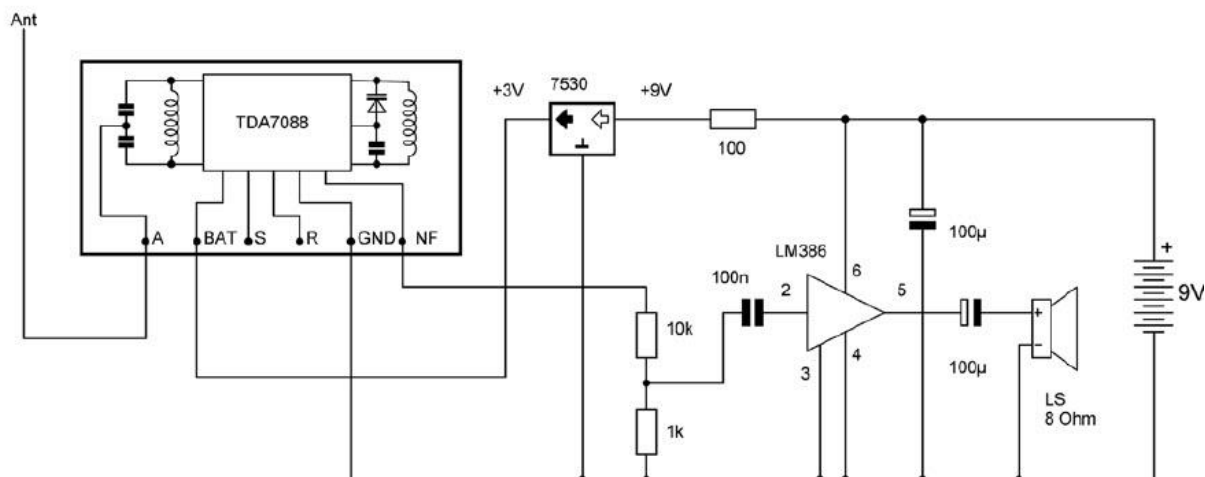 Ant
TDA7088
A
BAT
S
R
GND
NF
+3V
7530
+9V
100
10k
1k
100n
LM386
2
6
5
3
4
100µ
100µ
+
-
LS
8 Ohm
+
9V